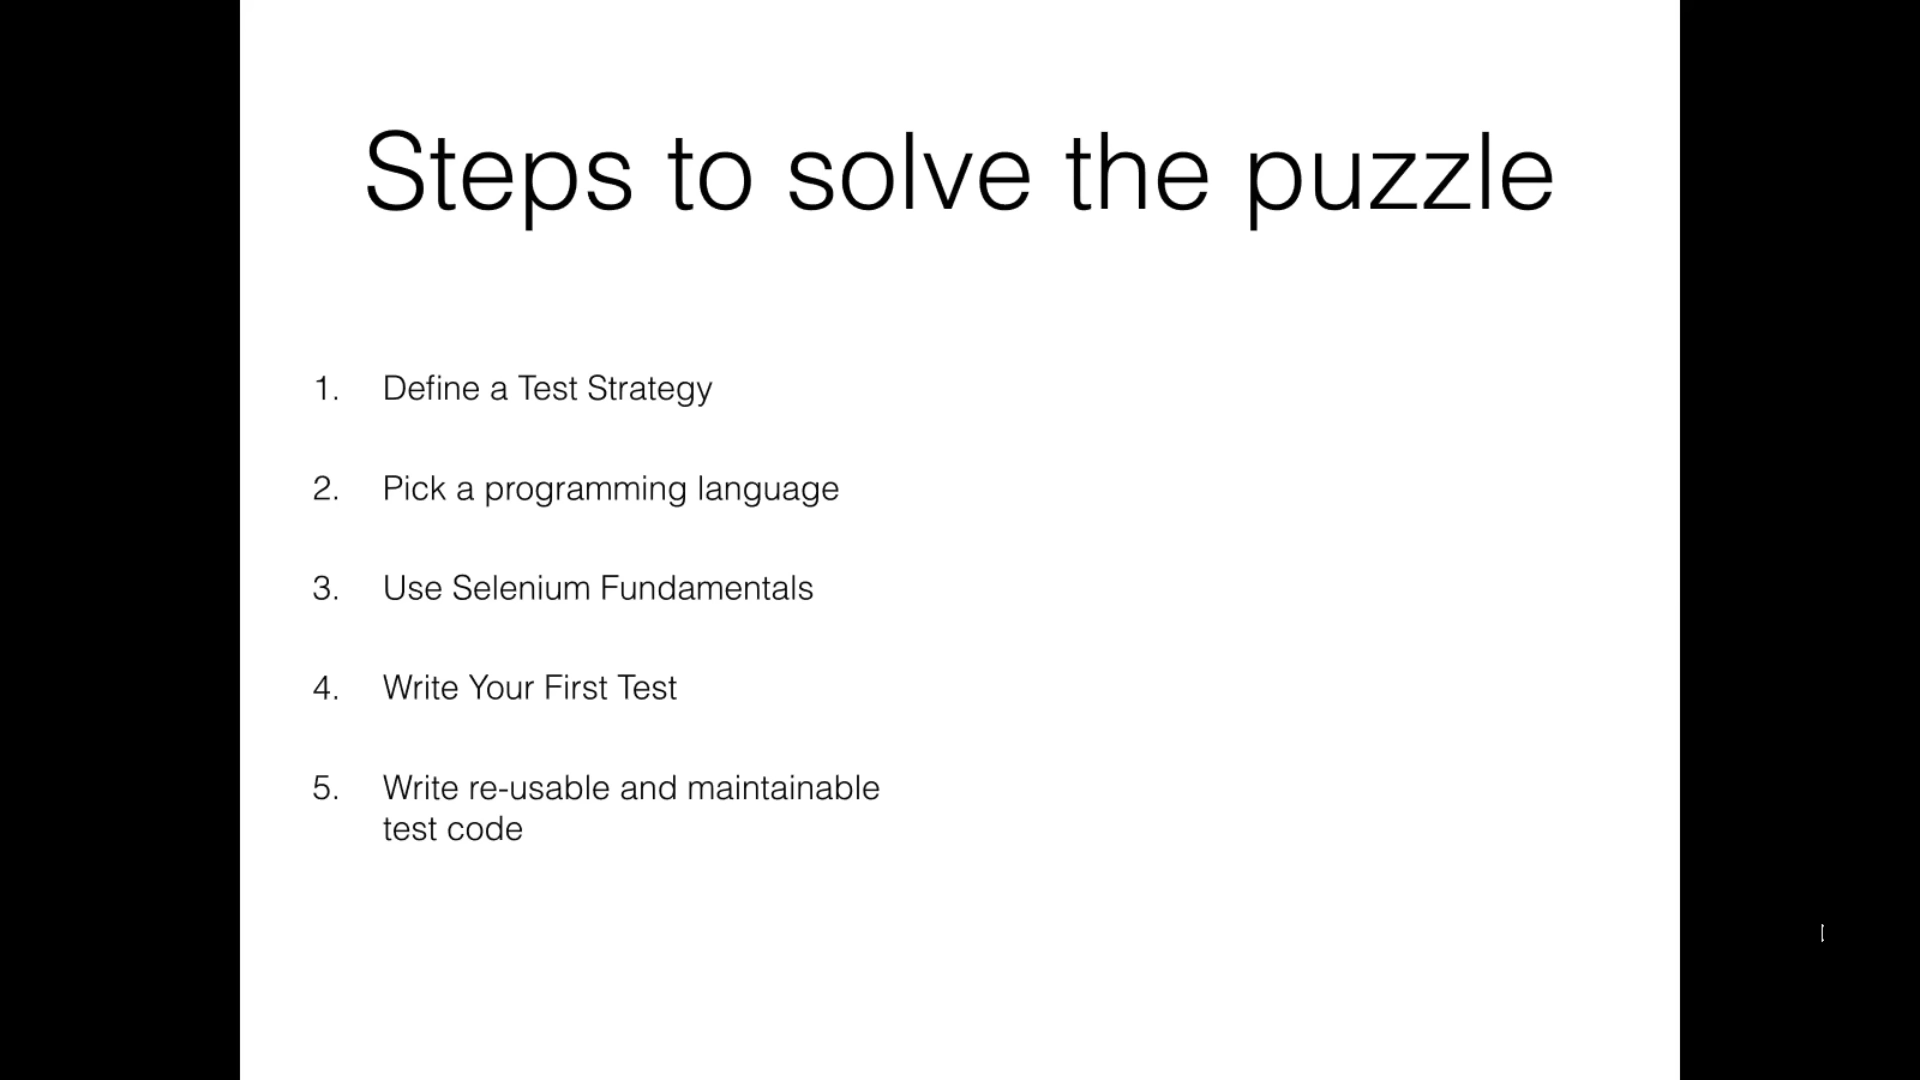 Steps to solve the puzzle
1. Define a Test Strategy
2. Pick a programming language
3. Use Selenium Fundamentals
4. Write Your First Test
5. Write re-usable and maintainable
test code